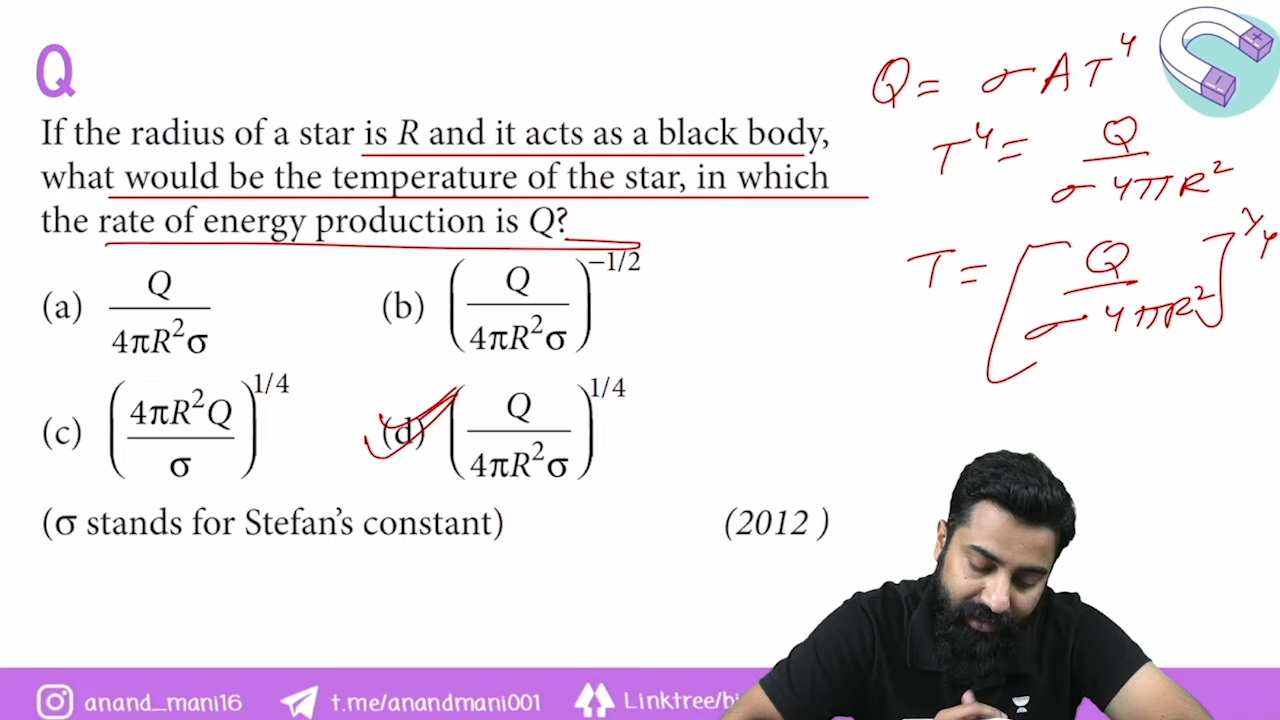 Q
If the radius of a star is R and it acts as a black body,
what would be the temperature of the star, in which
the rate of energy production is Q?
(a) Q / 4πR²σ
(b) (Q / 4πR²σ)^−1/2
(c) (4πR²Q / σ)^1/4
(d) (Q / 4πR²σ)^1/4
(σ stands for Stefan's constant) (2012 )
Q = σAT⁴
T⁴ = Q / σ4πR²
T = [Q / σ4πR²]^1/4
+
-
anand_mani16 t.me/anandmani001